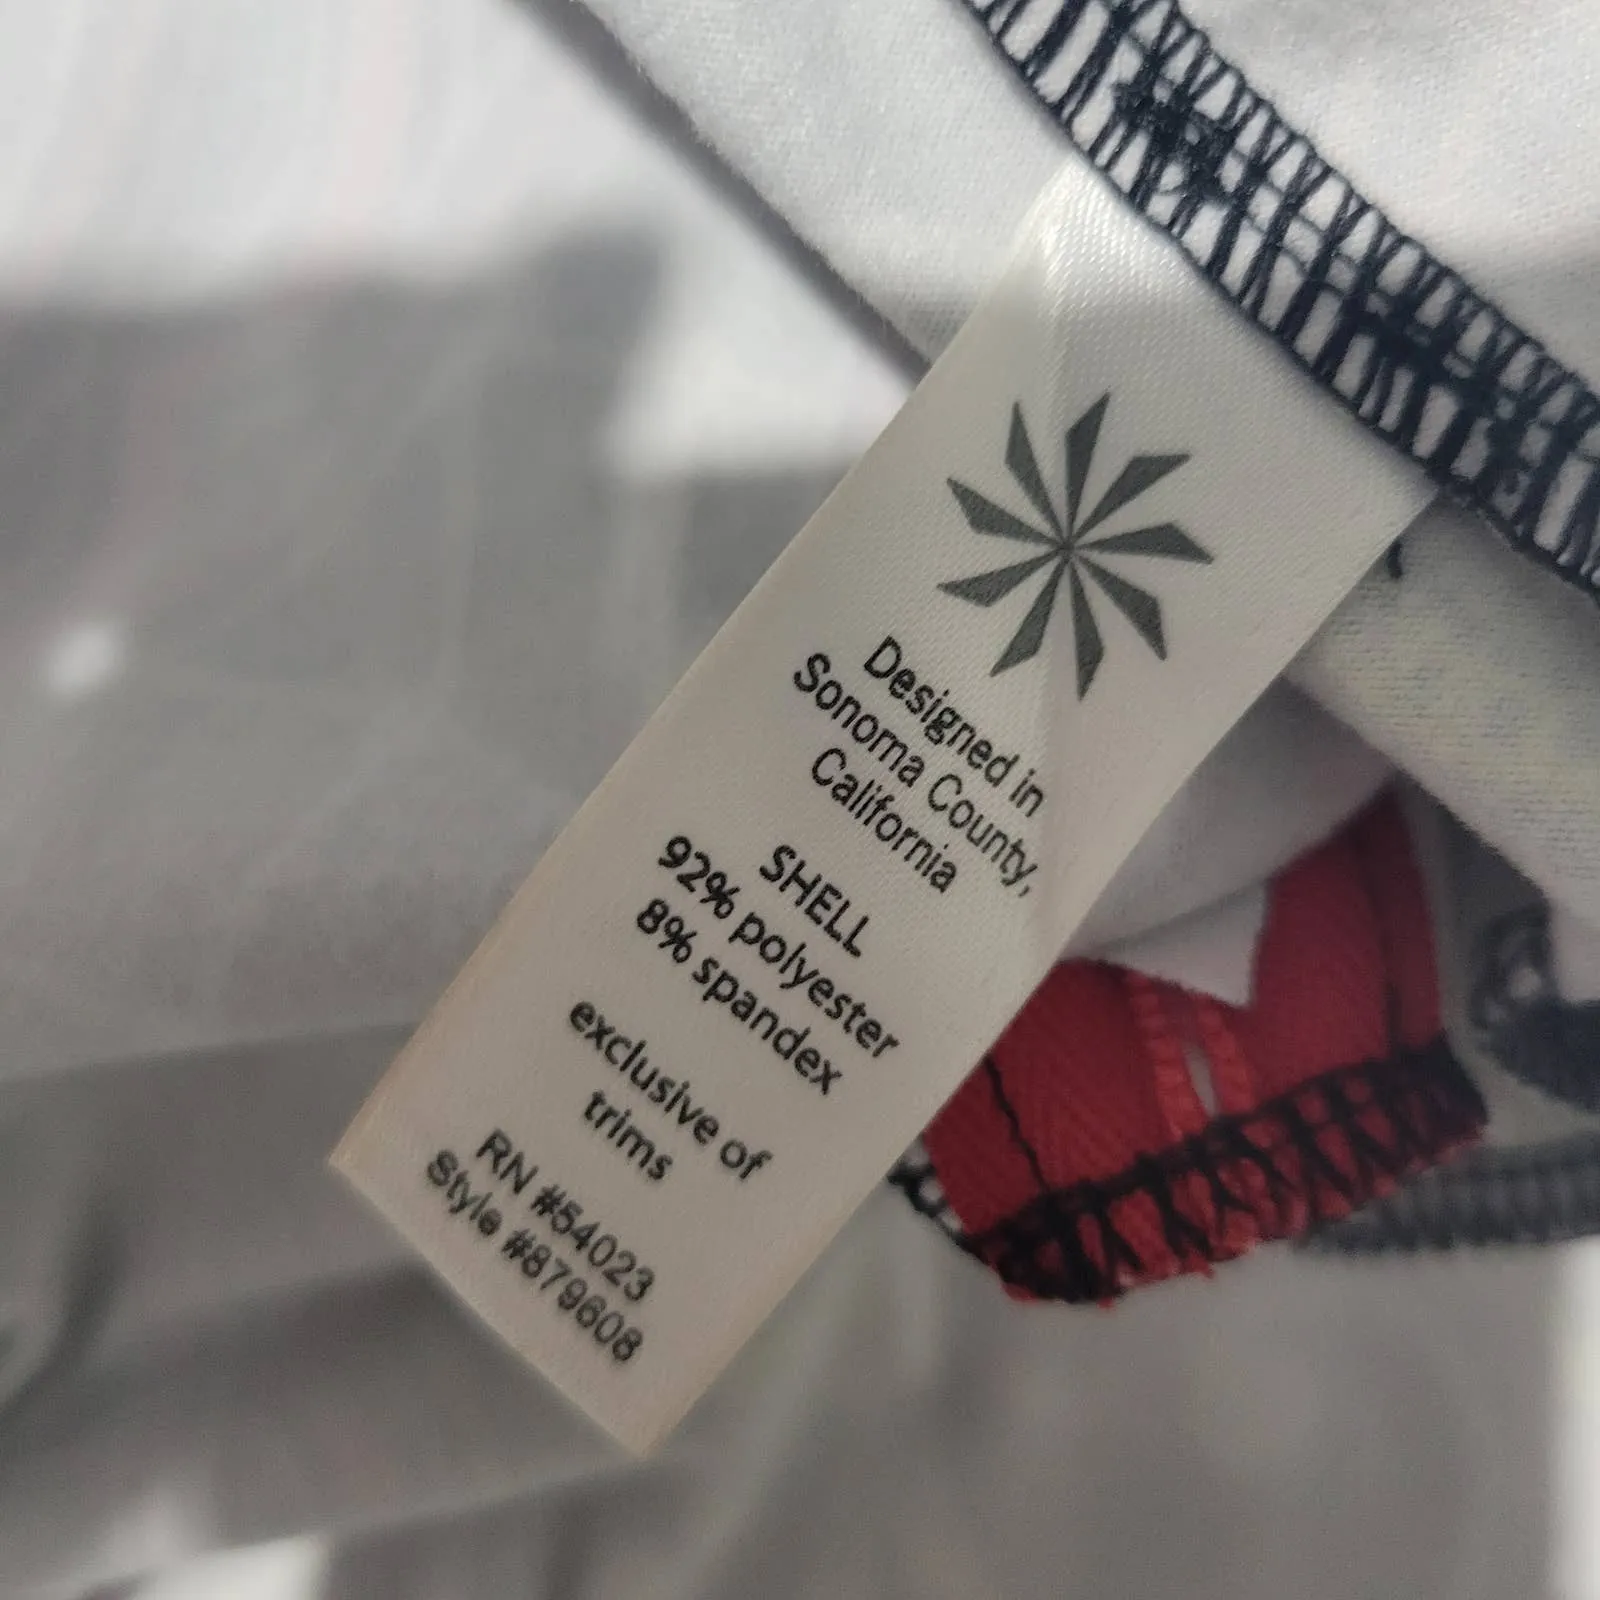 Designed in
Sonoma County,
California
SHELL
92% polyester
8% spandex
exclusive of
trims
RN #54023
Style #879608